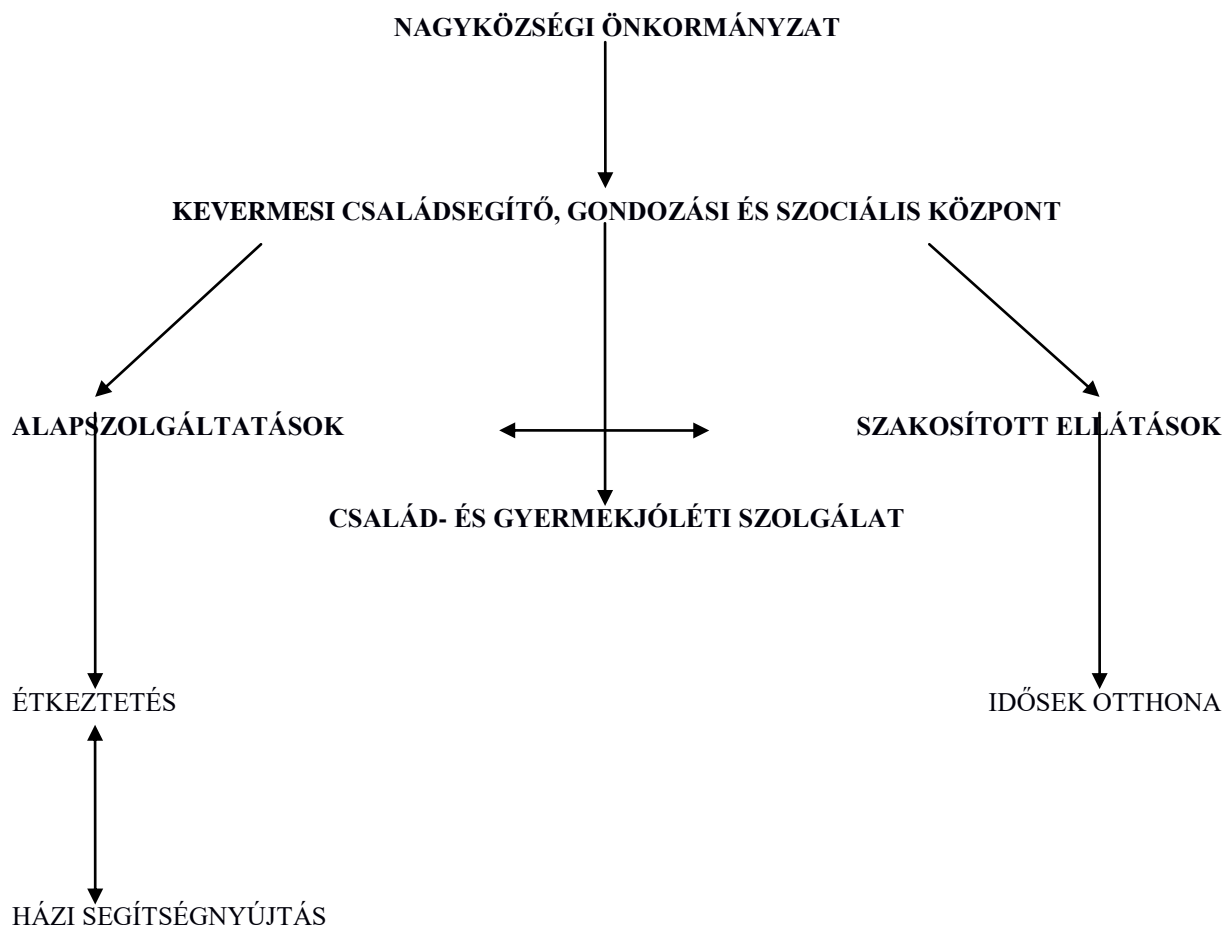 NAGYKÖZSÉGI ÖNKORMÁNYZAT
KEVERMESI CSALÁDSEGÍTŐ, GONDOZÁSI ÉS SZOCIÁLIS KÖZPONT
ALAPSZOLGÁLTATÁSOK SZAKOSÍTOTT ELLÁTÁSOK
CSALÁD- ÉS GYERMEKJÓLÉTI SZOLGÁLAT
ÉTKEZTETÉS IDŐSEK OTTHONA
HÁZI SEGÍTSÉGNYÚJTÁS